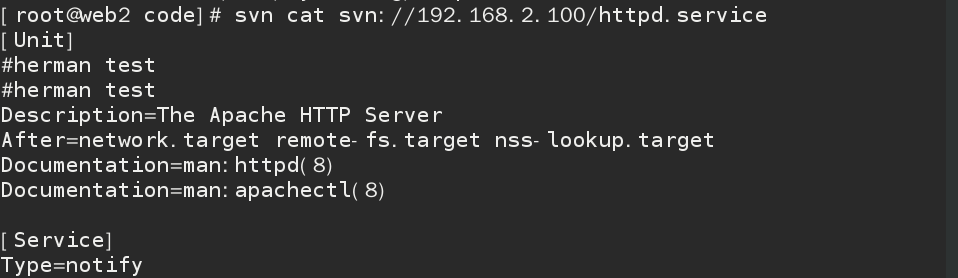 [root@web2 code]# svn cat svn://192.168.2.100/httpd.service
[Unit]
#herman test
#herman test
Description=The Apache HTTP Server
After=network.target remote-fs.target nss-lookup.target
Documentation=man:httpd(8)
Documentation=man:apachectl(8)

[Service]
Type=notify